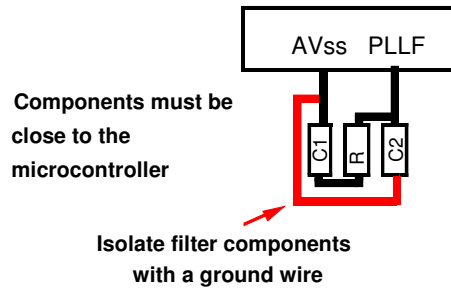 AVss PLLF
Components must be
close to the
microcontroller
C1
R
C2
Isolate filter components
with a ground wire